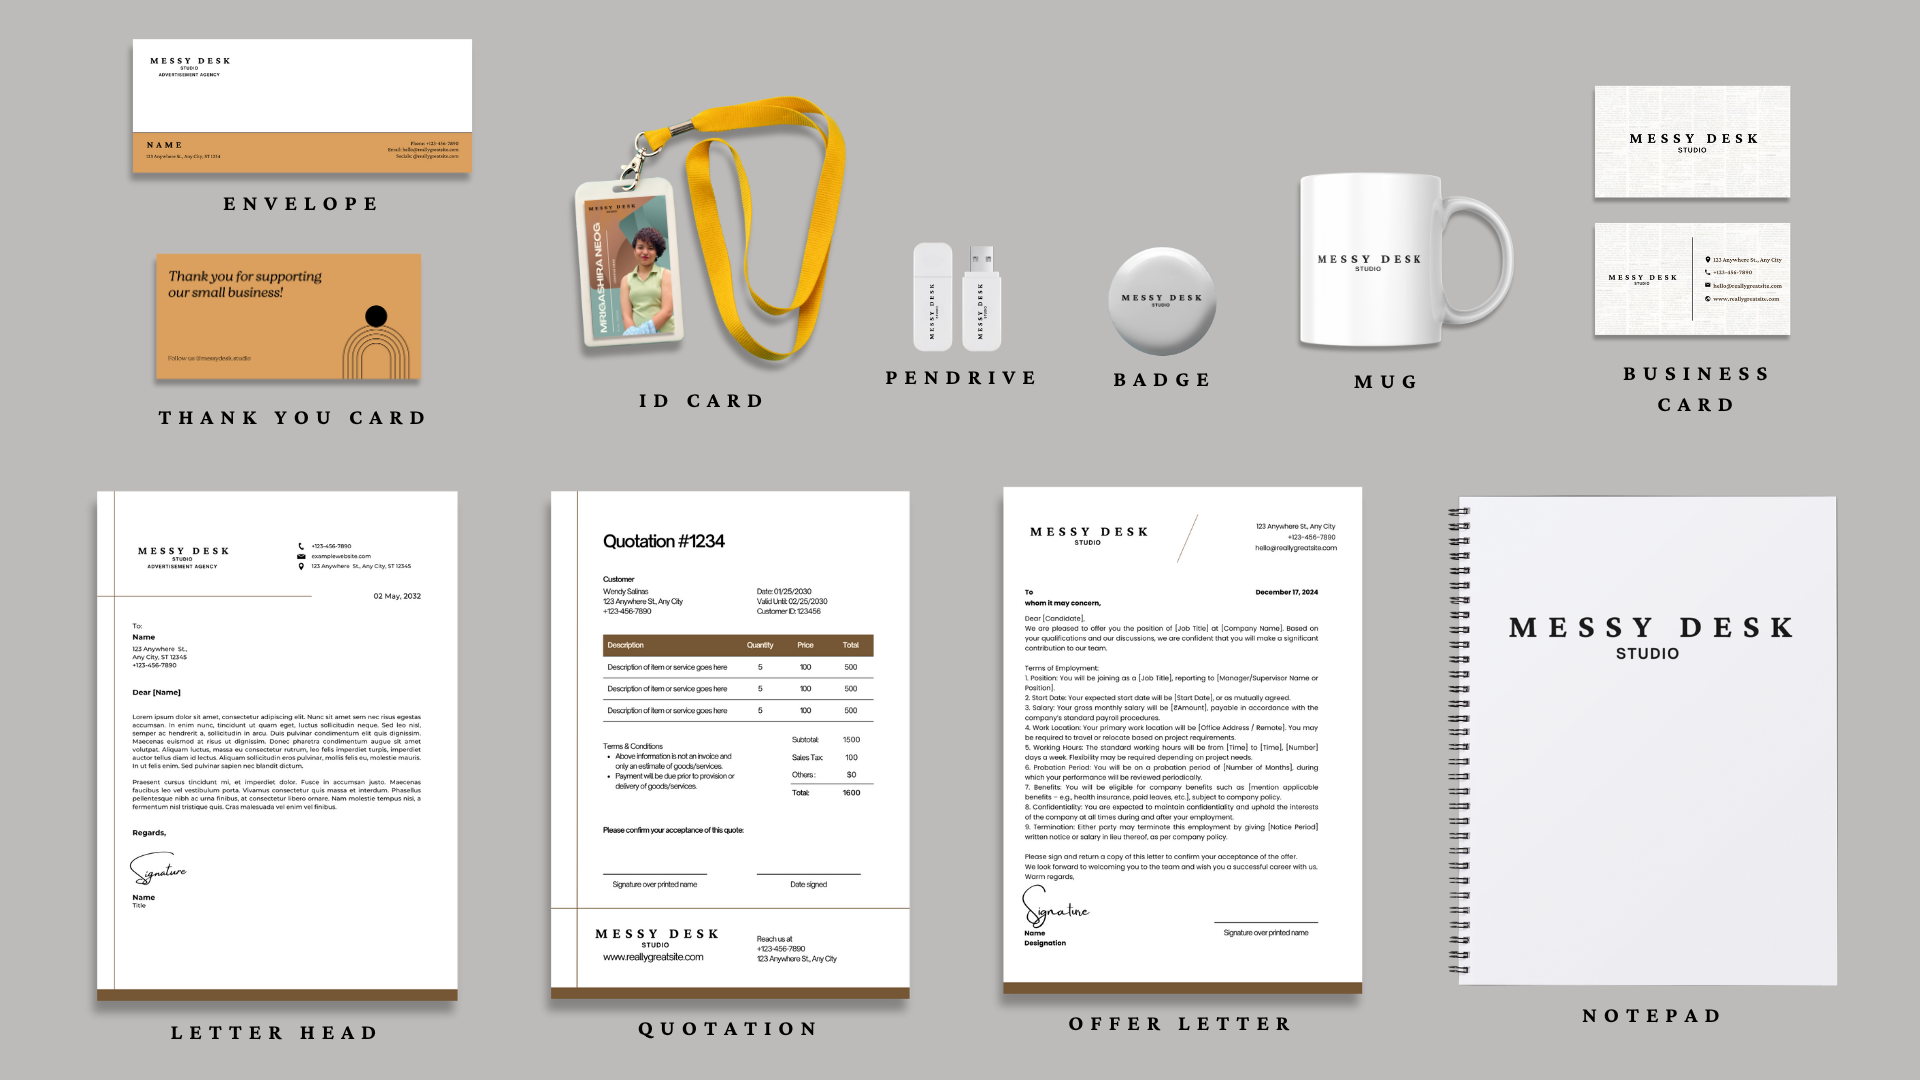 MESSY DESK
STUDIO
ADVERTISEMENT AGENCY
NAME
123 Anywhere St., Any City, ST 1234
Phone: +123-456-7890
Email: hello@reallygreatsite.com
Socials: @reallygreatsite.com
ENVELOPE
Thank you for supporting
our small business!
Follow us @messydesk.studio
THANK YOU CARD
MESSY DESK
MRIGASHIRA NEOG
ID CARD
MESSY DESK
STUDIO
MESSY DESK
STUDIO
PENDRIVE
MESSY DESK
STUDIO
BADGE
MESSY DESK
STUDIO
MUG
MESSY DESK
STUDIO
MESSY DESK
STUDIO
123 Anywhere St., Any City
+123-456-7890
hello@reallygreatsite.com
www.reallygreatsite.com
BUSINESS
CARD
MESSY DESK
STUDIO
ADVERTISEMENT AGENCY
+123-456-7890
examplewebsite.com
123 Anywhere St., Any City, ST 12345
02 May, 2032
To:
Name
123 Anywhere St.,
Any City, ST 12345
+123-456-7890
Dear [Name]
Lorem ipsum dolor sit amet, consectetur adipiscing elit. Nunc sit amet sem nec risus egestas
accumsan. In enim nunc, tincidunt ut quam eget, luctus sollicitudin neque. Sed leo nisl,
semper ac hendrerit a, sollicitudin in arcu. Duis pulvinar condimentum elit quis dignissim.
Maecenas euismod at risus ut dignissim. Donec pharetra condimentum augue sit amet
volutpat. Aliquam luctus, massa eu consectetur rutrum, leo felis imperdiet turpis, imperdiet
auctor tellus diam id lectus. Aliquam sollicitudin eros pulvinar, mollis felis eu, molestie mauris.
In ut felis enim. Sed pulvinar sapien nec blandit dictum.
Praesent cursus tincidunt mi, et imperdiet dolor. Fusce in accumsan justo. Maecenas
faucibus leo vel vestibulum porta. Vivamus consectetur quis massa et interdum. Phasellus
pellentesque nibh ac urna finibus, at consectetur libero ornare. Nam molestie tempus nisi, a
fermentum nisl tristique quis. Cras malesuada vel enim vel finibus.
Regards,
Signature
Name
Title
LETTER HEAD
Quotation #1234
Customer
Wendy Salinas
123 Anywhere St., Any City
+123-456-7890
Date: 01/25/2030
Valid Until: 02/25/2030
Customer ID: 123456
Description Quantity Price Total
Description of item or service goes here 5 100 500
Description of item or service goes here 5 100 500
Description of item or service goes here 5 100 500
Terms & Conditions
• Above information is not an invoice and
only an estimate of goods/services.
• Payment will be due prior to provision or
delivery of goods/services.
Subtotal: 1500
Sales Tax: 100
Others: $0
Total: 1600
Please confirm your acceptance of this quote:
Signature over printed name
Date signed
MESSY DESK
STUDIO
www.reallygreatsite.com
Reach us at
+123-456-7890
123 Anywhere St., Any City
QUOTATION
MESSY DESK
STUDIO
123 Anywhere St., Any City
+123-456-7890
hello@reallygreatsite.com
To
whom it may concern,
December 17, 2024
Dear [Candidate],
We are pleased to offer you the position of [Job Title] at [Company Name]. Based on
your qualifications and our discussions, we are confident that you will make a significant
contribution to our team.
Terms of Employment:
1. Position: You will be joining as a [Job Title], reporting to [Manager/Supervisor Name or
Position].
2. Start Date: Your expected start date will be [Start Date], or as mutually agreed.
3. Salary: Your gross monthly salary will be [₹Amount], payable in accordance with the
company's standard payroll procedures.
4. Work Location: Your primary work location will be [Office Address / Remote]. You may
be required to travel or relocate based on project requirements.
5. Working Hours: The standard working hours will be from [Time] to [Time], [Number]
days a week. Flexibility may be required depending on project needs.
6. Probation Period: You will be on a probation period of [Number of Months], during
which your performance will be reviewed periodically.
7. Benefits: You will be eligible for company benefits such as [mention applicable
benefits – e.g., health insurance, paid leaves, etc.], subject to company policy.
8. Confidentiality: You are expected to maintain confidentiality and uphold the interests
of the company at all times during and after your employment.
9. Termination: Either party may terminate this employment by giving [Notice Period]
written notice or salary in lieu thereof, as per company policy.
Please sign and return a copy of this letter to confirm your acceptance of the offer.
We look forward to welcoming you to the team and wish you a successful career with us.
Warm regards,
Signature
Name
Designation
Signature over printed name
OFFER LETTER
MESSY DESK
STUDIO
NOTEPAD